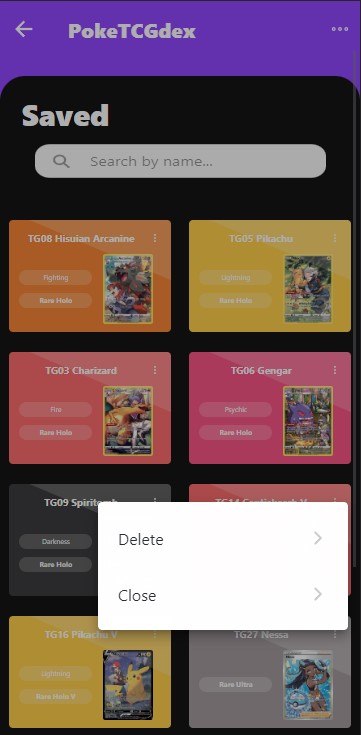 PokeTCGdex
Saved
Search by name...
TG08 Hisuian Arcanine
Fighting
Rare Holo
TG05 Pikachu
Lightning
Rare Holo
TG03 Charizard
Fire
Rare Holo
TG06 Gengar
Psychic
Rare Holo
TG09 Spiritomb
Darkness
Rare Holo
Delete
Close
TG16 Pikachu V
Lightning
Rare Holo V
TG27 Nessa
Rare Ultra